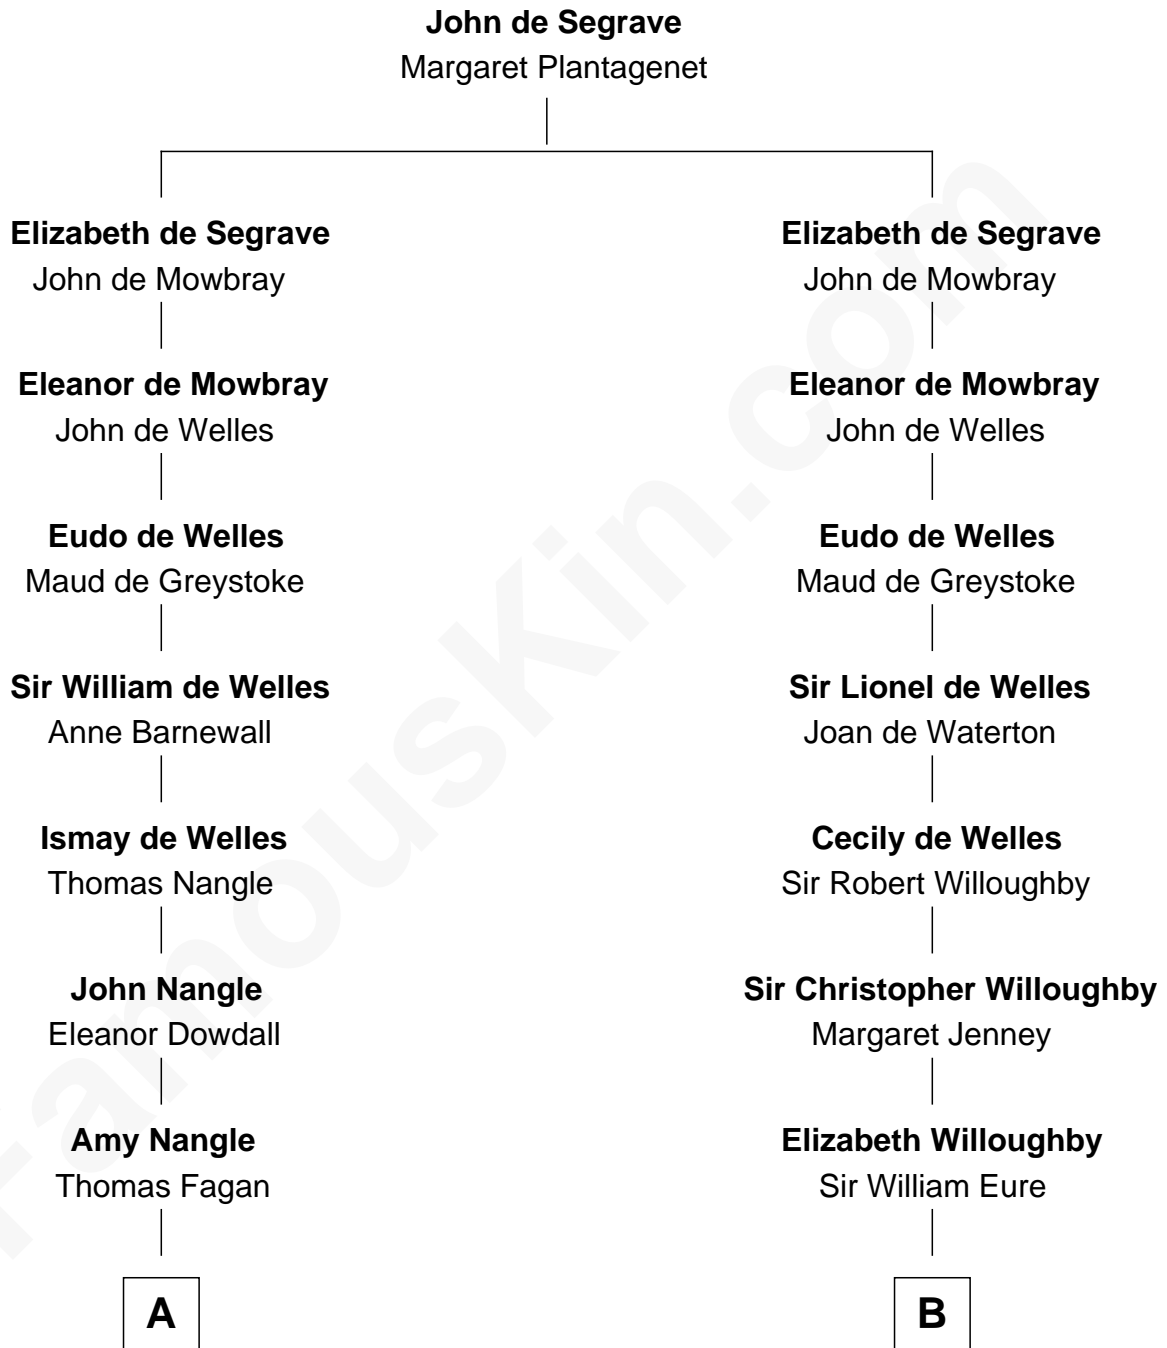 John de Segrave
Margaret Plantagenet
Elizabeth de Segrave
John de Mowbray
Eleanor de Mowbray
John de Welles
Eudo de Welles
Maud de Greystoke
Sir William de Welles
Anne Barnewall
Ismay de Welles
Thomas Nangle
John Nangle
Eleanor Dowdall
Amy Nangle
Thomas Fagan
A
Elizabeth de Segrave
John de Mowbray
Eleanor de Mowbray
John de Welles
Eudo de Welles
Maud de Greystoke
Sir Lionel de Welles
Joan de Waterton
Cecily de Welles
Sir Robert Willoughby
Sir Christopher Willoughby
Margaret Jenney
Elizabeth Willoughby
Sir William Eure
B
FamousKin.com